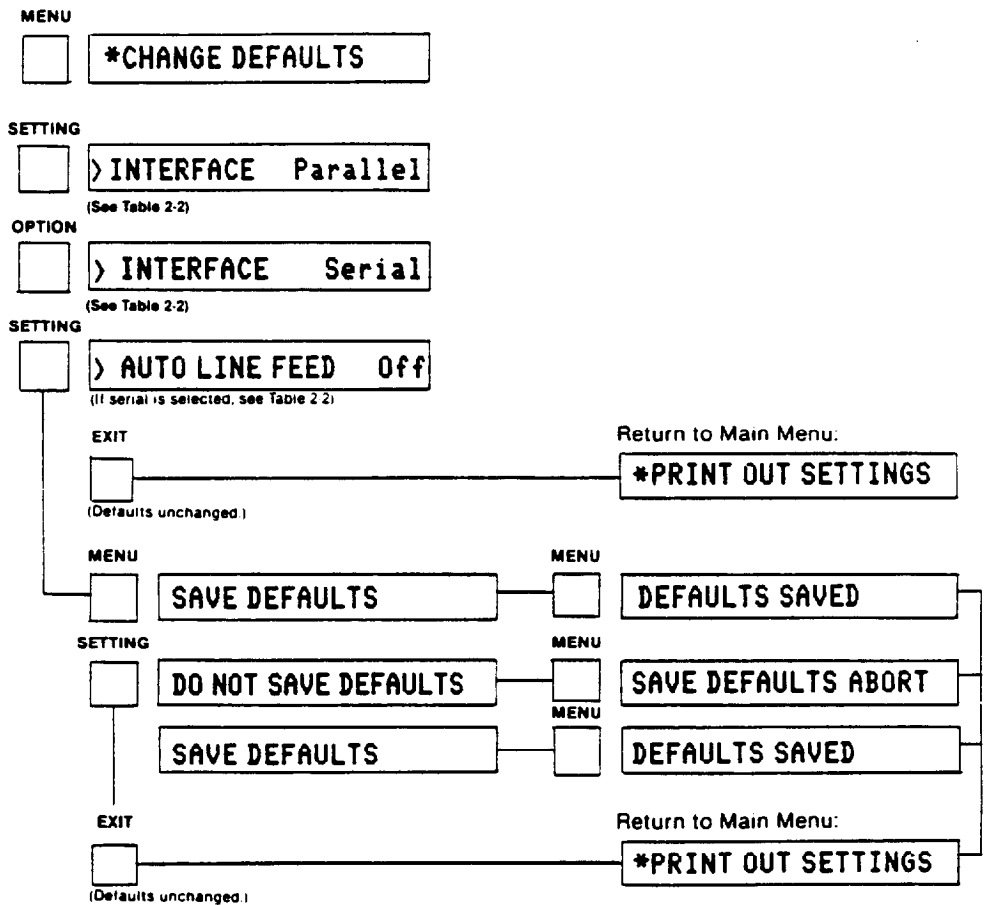 MENU
*CHANGE DEFAULTS
SETTING
>INTERFACE Parallel
(See Table 2-2)
OPTION
> INTERFACE Serial
(See Table 2-2)
SETTING
> AUTO LINE FEED Off
(If serial is selected, see Table 2-2)
EXIT
Return to Main Menu:
*PRINT OUT SETTINGS
(Defaults unchanged.)
MENU
MENU
SAVE DEFAULTS
DEFAULTS SAVED
SETTING
MENU
DO NOT SAVE DEFAULTS
SAVE DEFAULTS ABORT
MENU
SAVE DEFAULTS
DEFAULTS SAVED
EXIT
Return to Main Menu:
*PRINT OUT SETTINGS
(Defaults unchanged.)